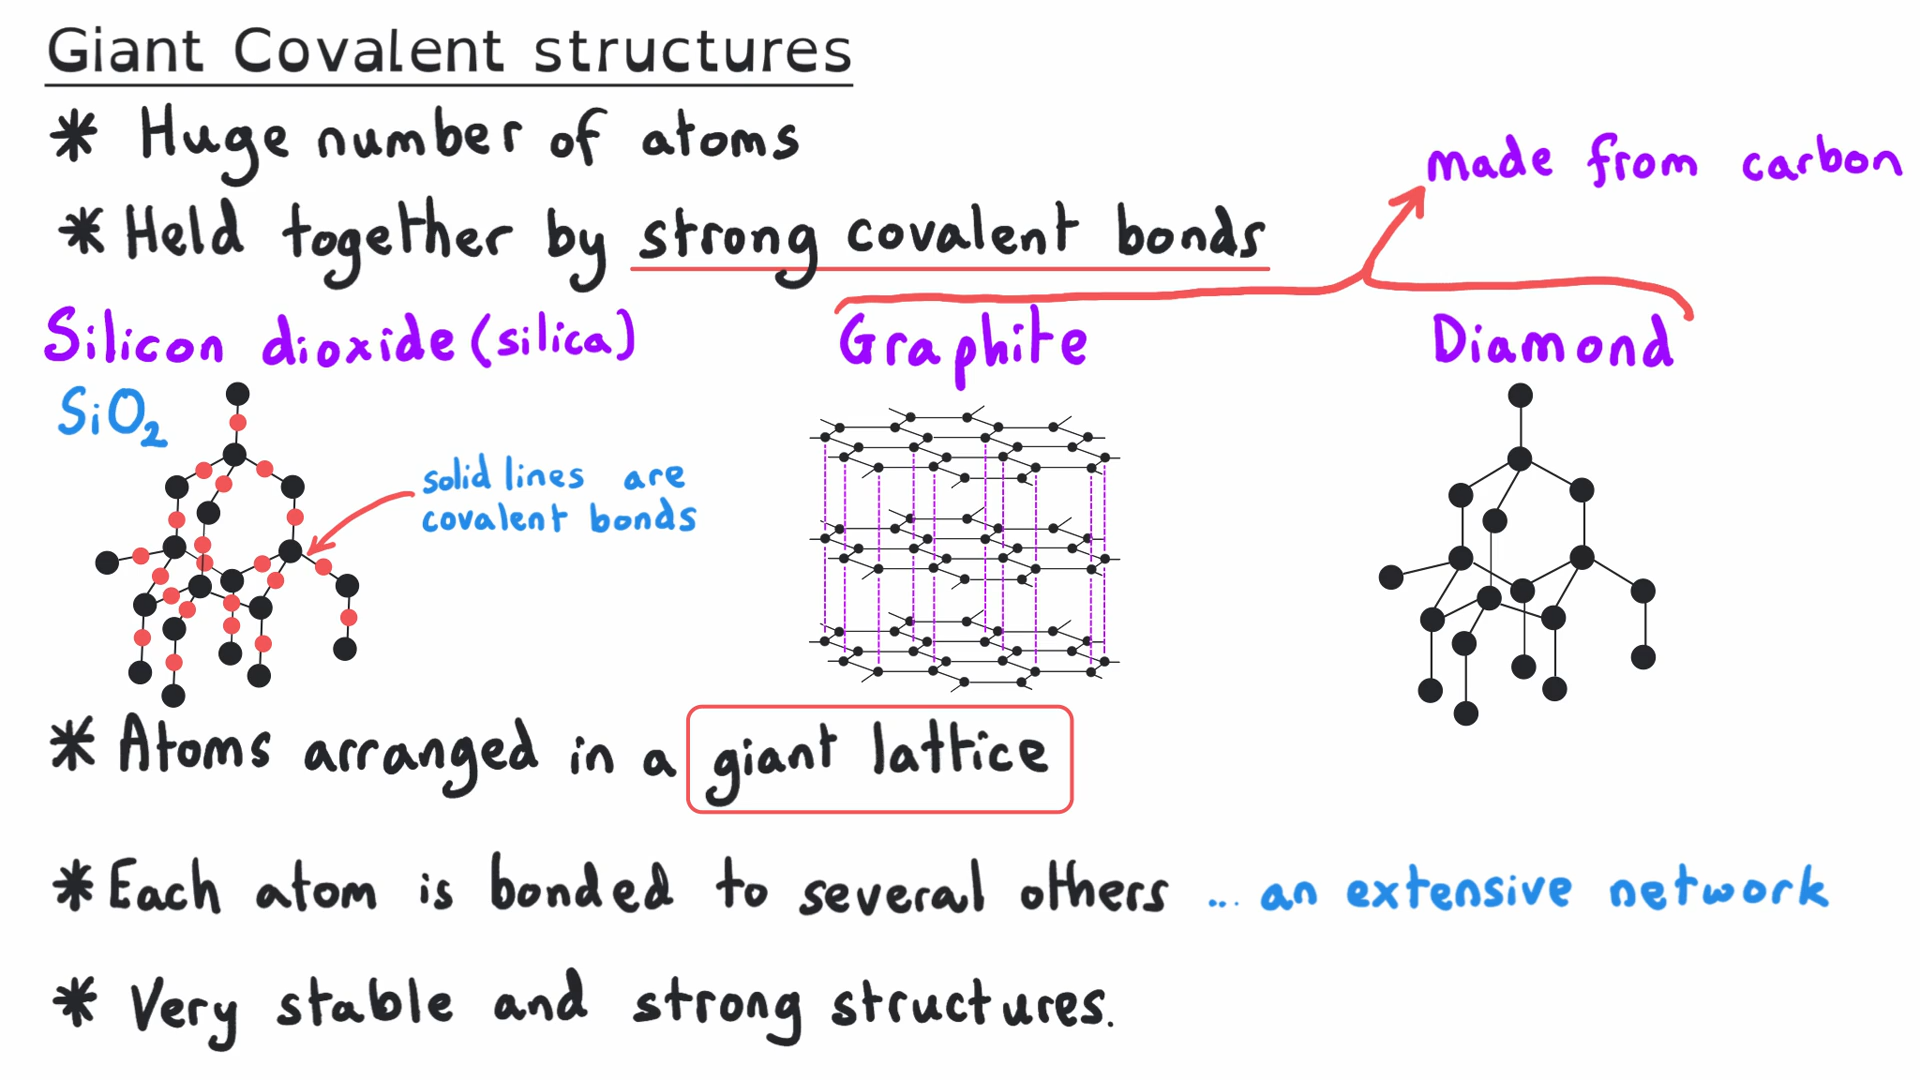 Giant Covalent structures
* Huge number of atoms
made from carbon
* Held together by strong covalent bonds
Silicon dioxide (silica)
Graphite
Diamond
SiO₂
solid lines are
covalent bonds
* Atoms arranged in a giant lattice
* Each atom is bonded to several others ... an extensive network
* Very stable and strong structures.